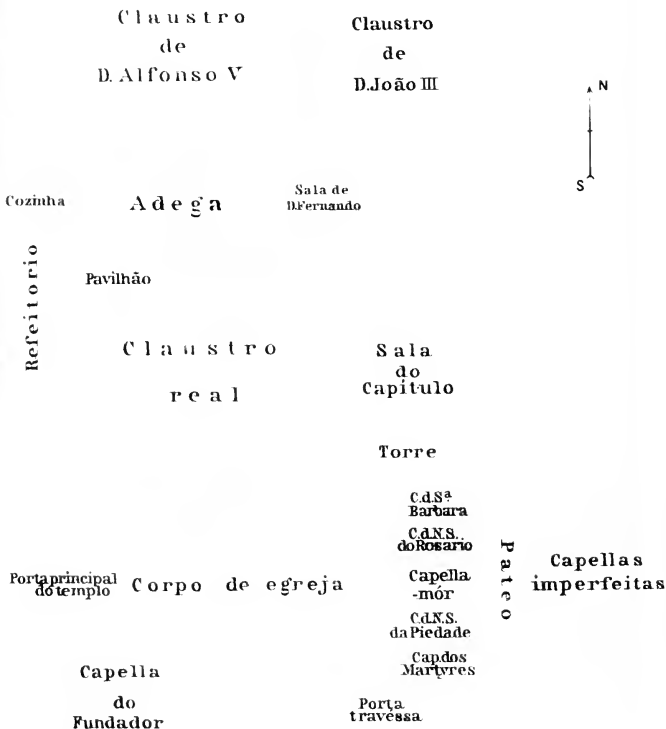 Claustro
de
D. Alfonso V
Claustro
de
D. João III
N
S
Cozinha
Adega
Sala de
D. Fernando
Refeitorio
Pavilhão
Claustro
real
Sala
do
Capitulo
Torre
C.d.Sª
Barbara
C.d.N.S.
do Rosario
Porta principal
do templo
Corpo de egreja
Capella
-mór
Pateo
Capellas
imperfeitas
C.d.N.S.
da Piedade
Cap.dos
Martyres
Capella
do
Fundador
Porta
travessa